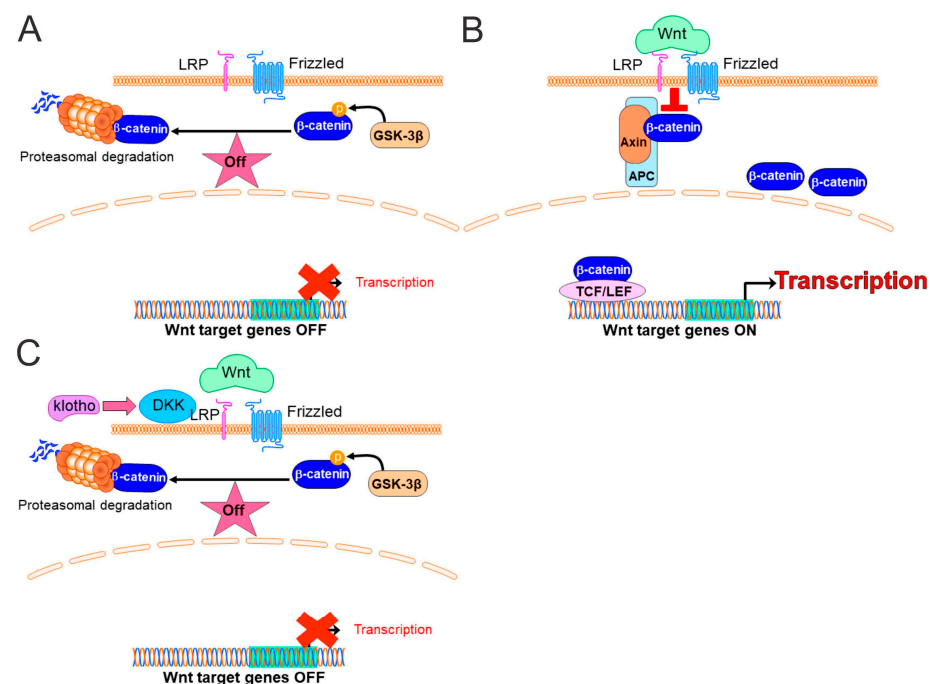 A
LRP
Frizzled
β-catenin
Proteasomal degradation
Off
β-catenin
p
GSK-3β
Transcription
Wnt target genes OFF
B
Wnt
LRP
Frizzled
Axin
β-catenin
APC
β-catenin
β-catenin
β-catenin
TCF/LEF
Transcription
Wnt target genes ON
C
Wnt
klotho
DKK
LRP
Frizzled
β-catenin
Proteasomal degradation
Off
β-catenin
p
GSK-3β
Transcription
Wnt target genes OFF